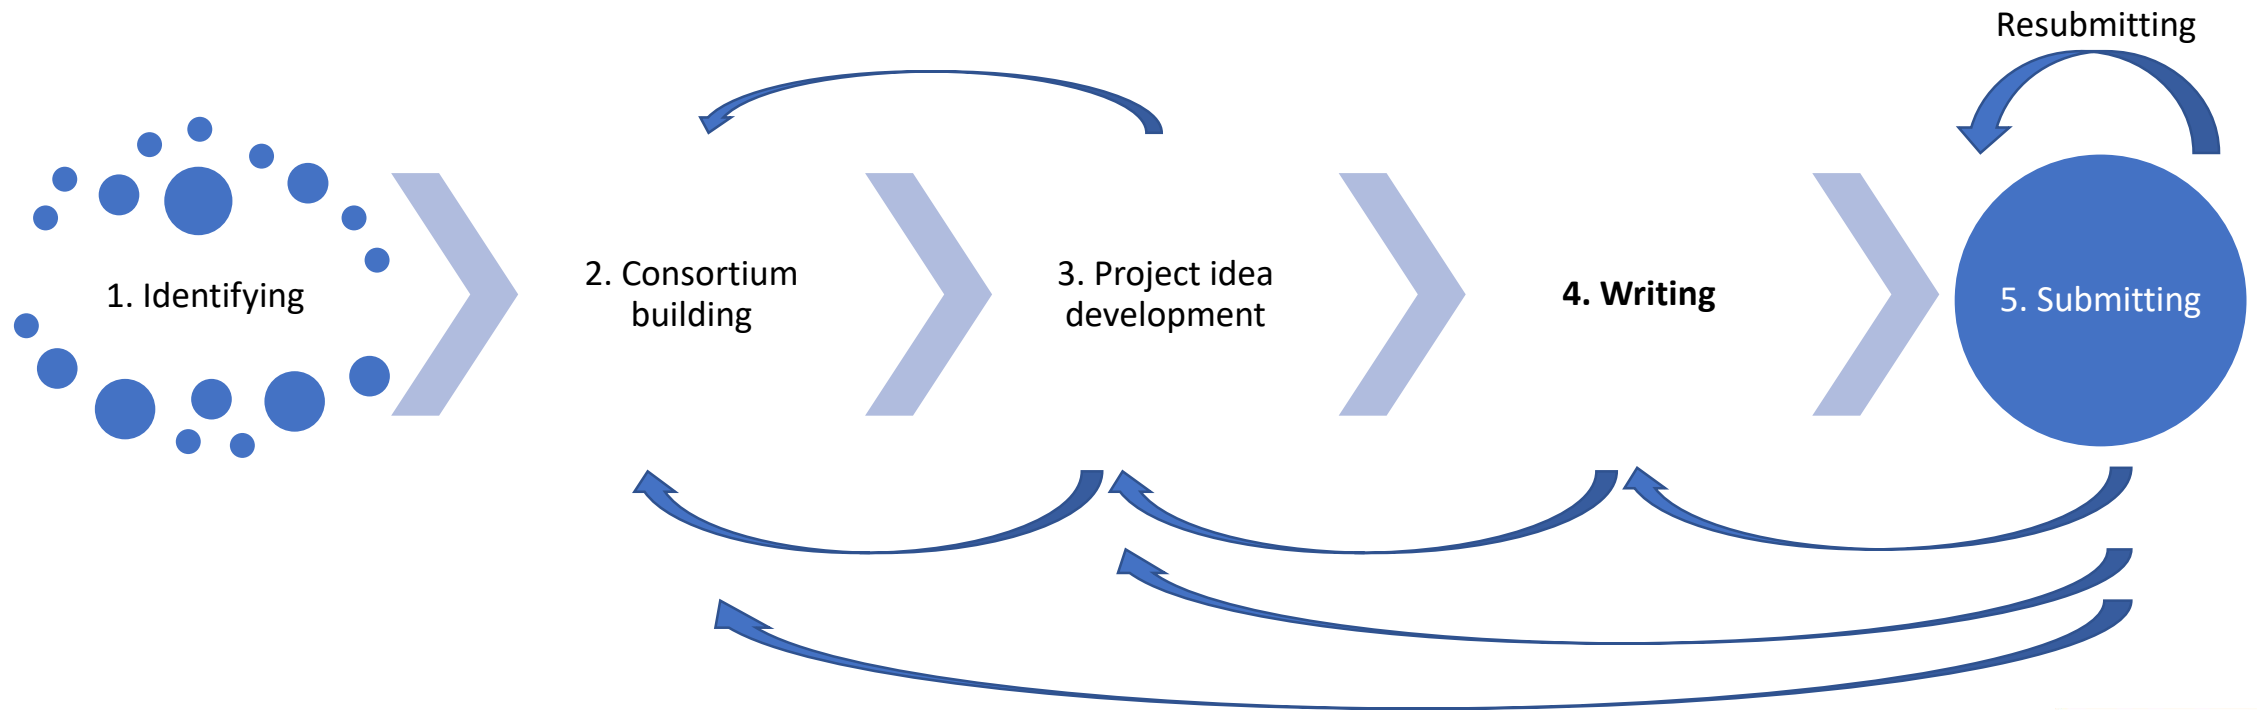 Resubmitting
1. Identifying
2. Consortium
building
3. Project idea
development
4. Writing
5. Submitting